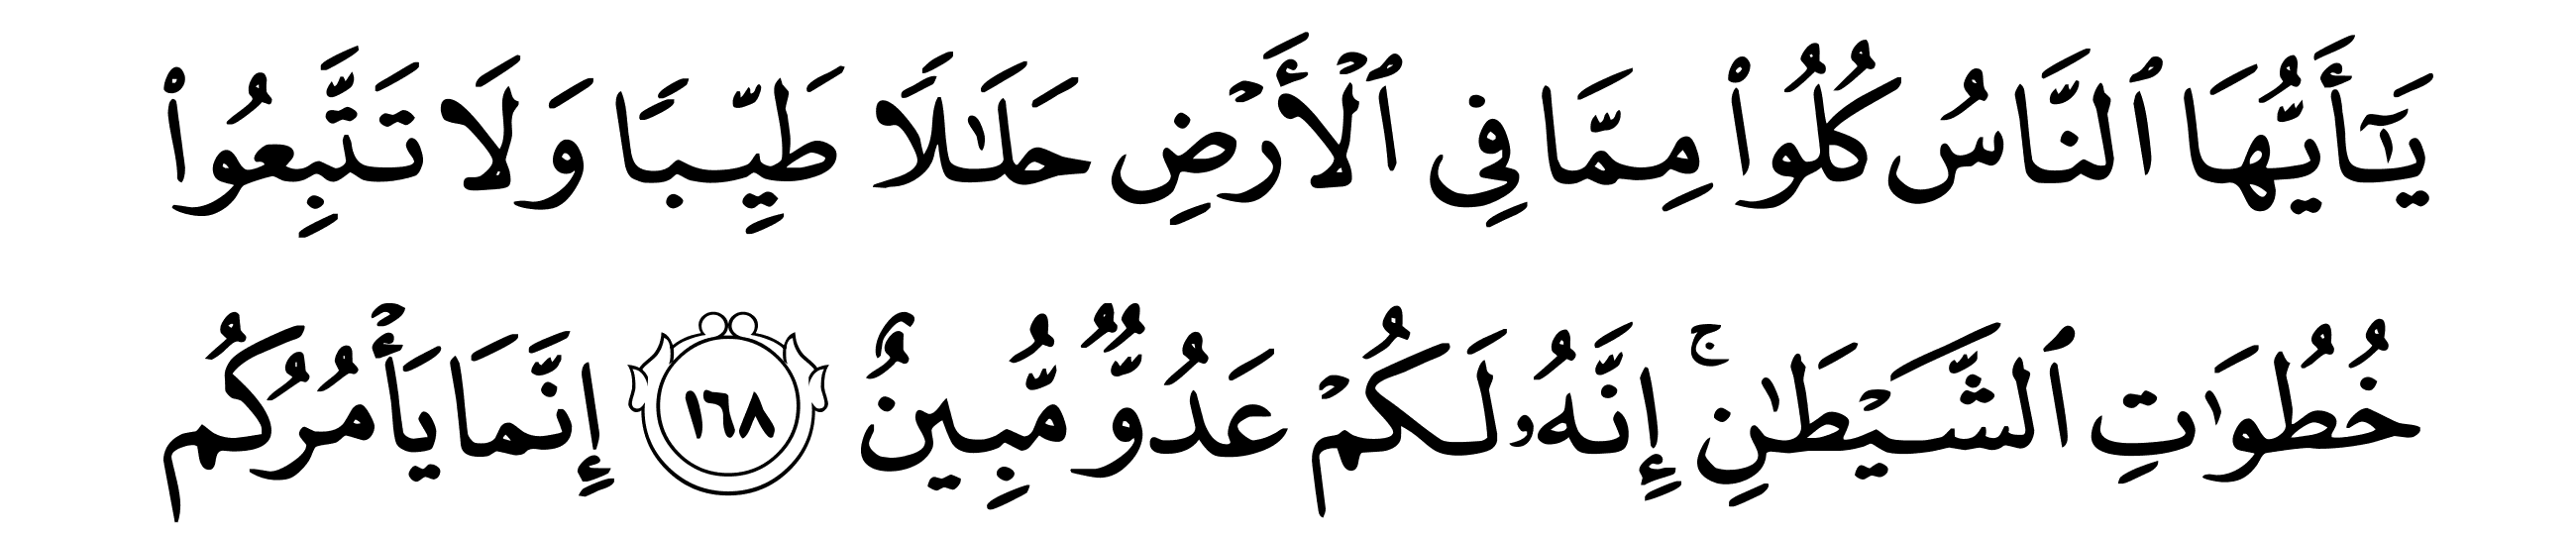 يَـٰٓأَيُّهَا ٱلنَّاسُ كُلُوا۟ مِمَّا فِى ٱلْأَرْضِ حَلَـٰلًا طَيِّبًا وَلَا تَتَّبِعُوا۟
خُطُوَٰتِ ٱلشَّيْطَـٰنِ ۚ إِنَّهُۥ لَكُمْ عَدُوٌّ مُّبِينٌ ١٦٨ إِنَّمَا يَأْمُرُكُم